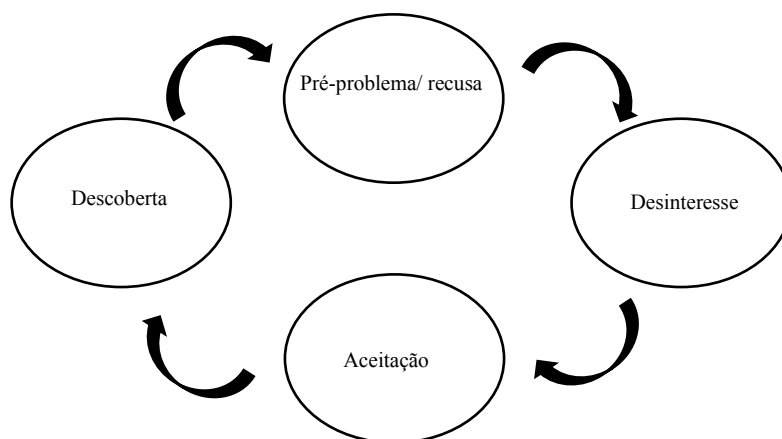 Pré-problema/ recusa
Descoberta
Desinteresse
Aceitação